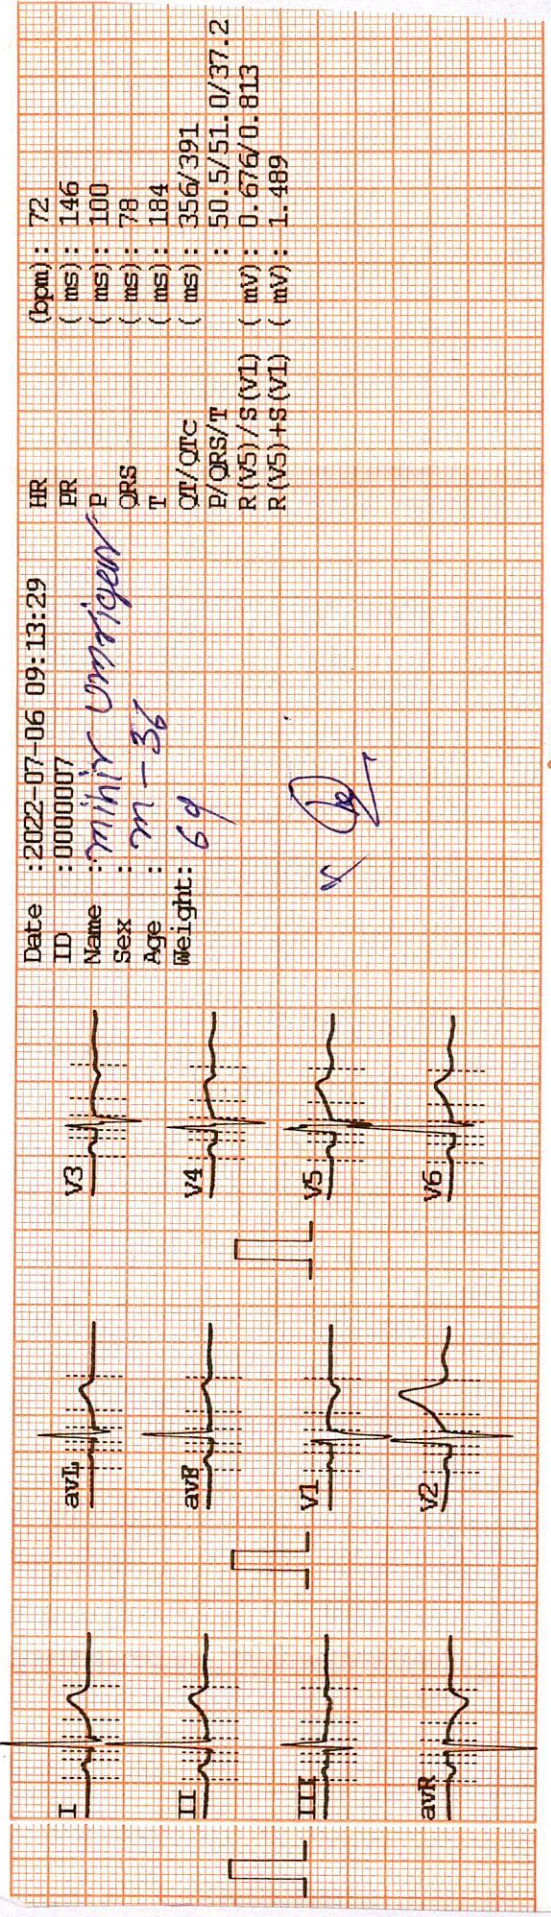 I
II
III
avR
avL
avF
V1
V2
V3
V4
V5
V6
Date :2022-07-06 09:13:29
ID :0000007
Name : mihir
Sex : m - 36
Age :
Weight: 69
HR (bpm): 72
PR ( ms): 146
P ( ms): 100
QRS ( ms): 78
T ( ms): 184
QT/QTc ( ms): 356/391
P/QRS/T : 50.5/51.0/37.2
R(V5)/S(V1) ( mV): 0.676/0.813
R(V5)+S(V1) ( mV): 1.489